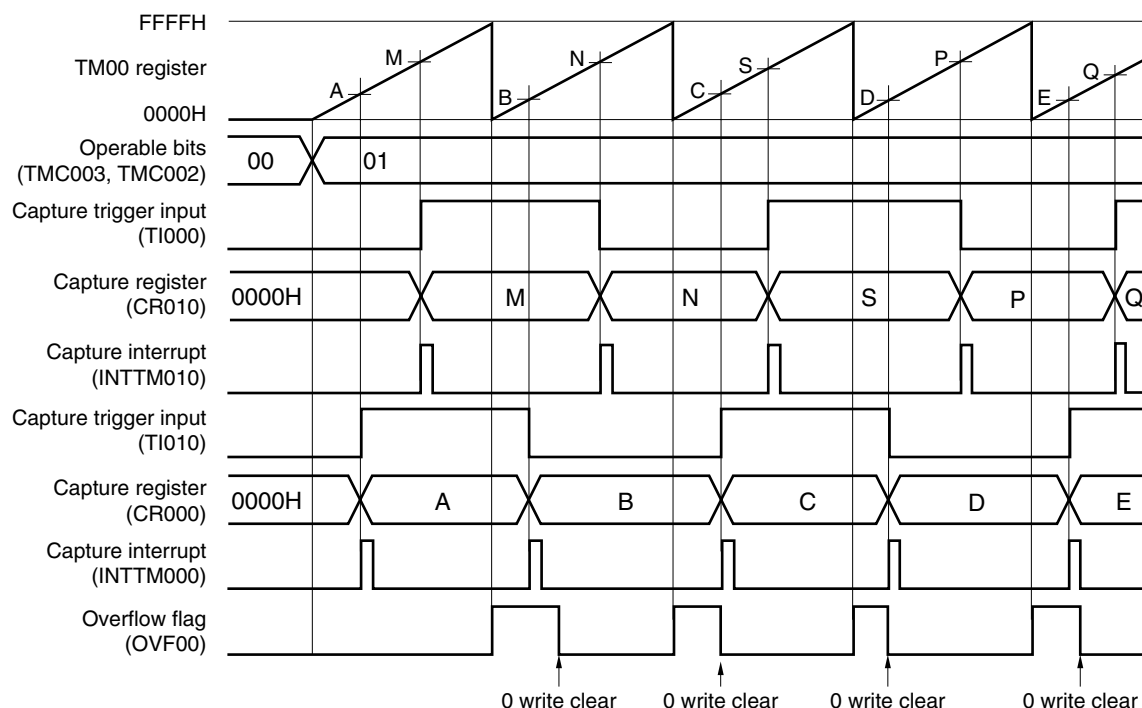 FFFFH
TM00 register
0000H
A M B N C S D P E Q
Operable bits
(TMC003, TMC002)
00 01
Capture trigger input
(TI000)
Capture register
(CR010)
0000H M N S P Q
Capture interrupt
(INTTM010)
Capture trigger input
(TI010)
Capture register
(CR000)
0000H A B C D E
Capture interrupt
(INTTM000)
Overflow flag
(OVF00)
0 write clear 0 write clear 0 write clear 0 write clear